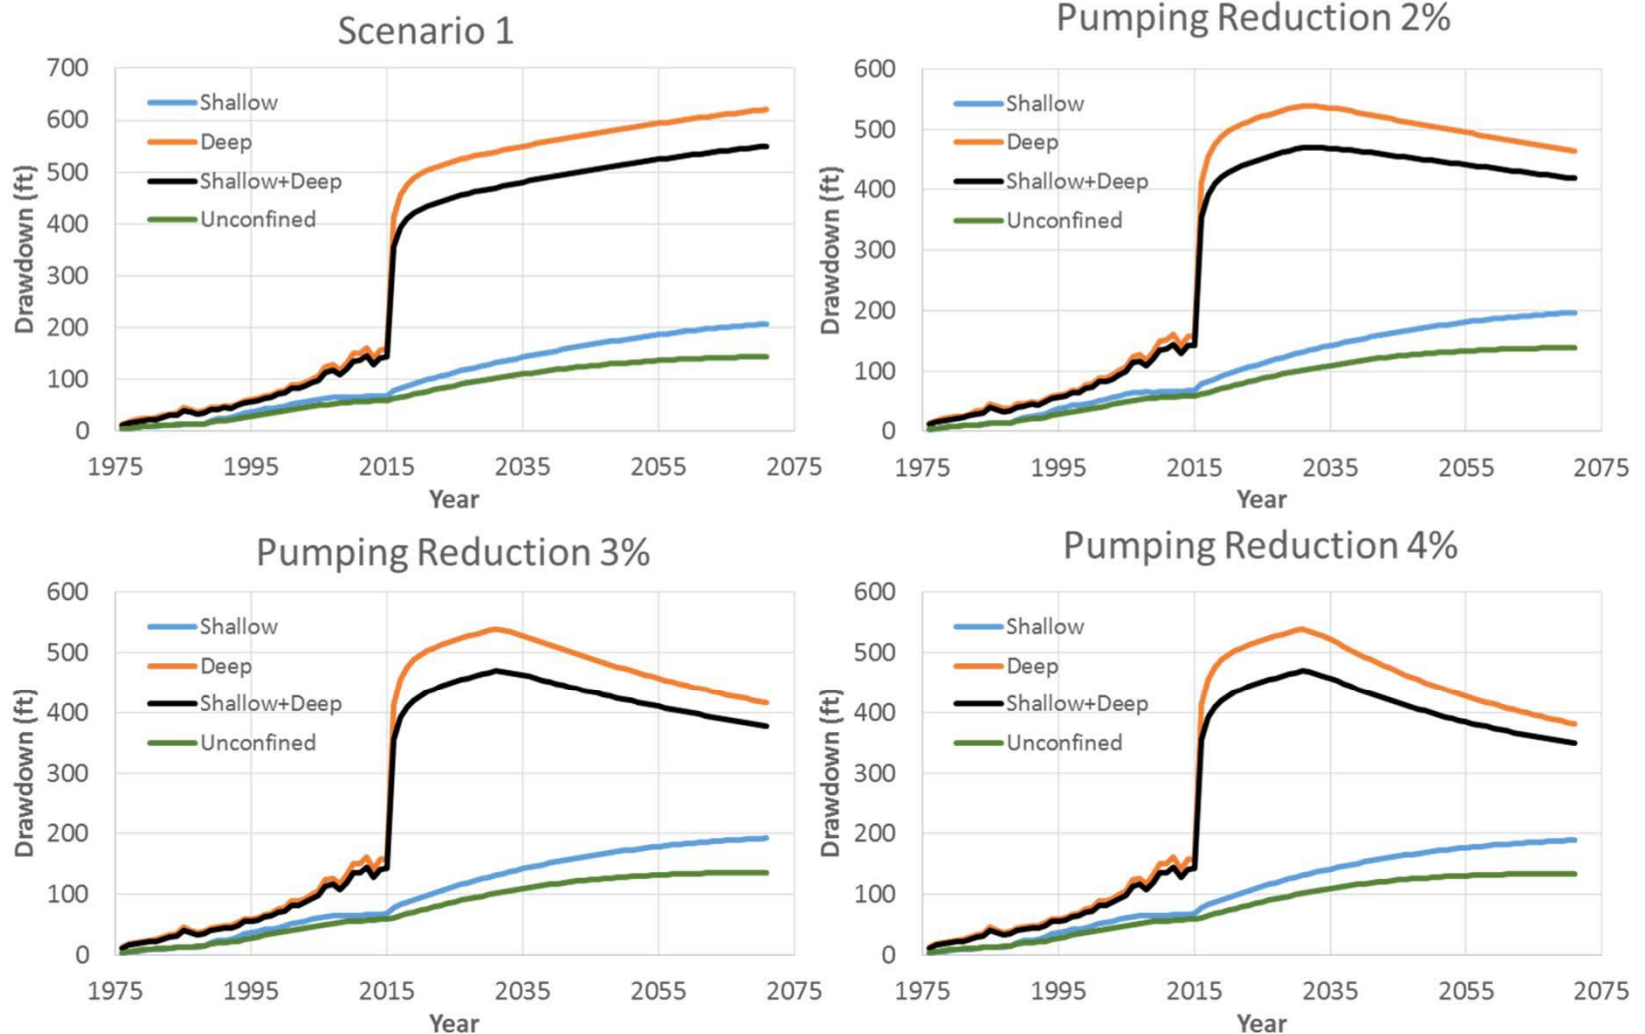 Scenario 1
700
600
500
400
300
200
100
0
Drawdown (ft)
Shallow
Deep
Shallow+Deep
Unconfined
1975 1995 2015 2035 2055 2075
Year
Pumping Reduction 2%
600
500
400
300
200
100
0
Drawdown (ft)
Shallow
Deep
Shallow+Deep
Unconfined
1975 1995 2015 2035 2055 2075
Year
Pumping Reduction 3%
600
500
400
300
200
100
0
Drawdown (ft)
Shallow
Deep
Shallow+Deep
Unconfined
1975 1995 2015 2035 2055 2075
Year
Pumping Reduction 4%
600
500
400
300
200
100
0
Drawdown (ft)
Shallow
Deep
Shallow+Deep
Unconfined
1975 1995 2015 2035 2055 2075
Year